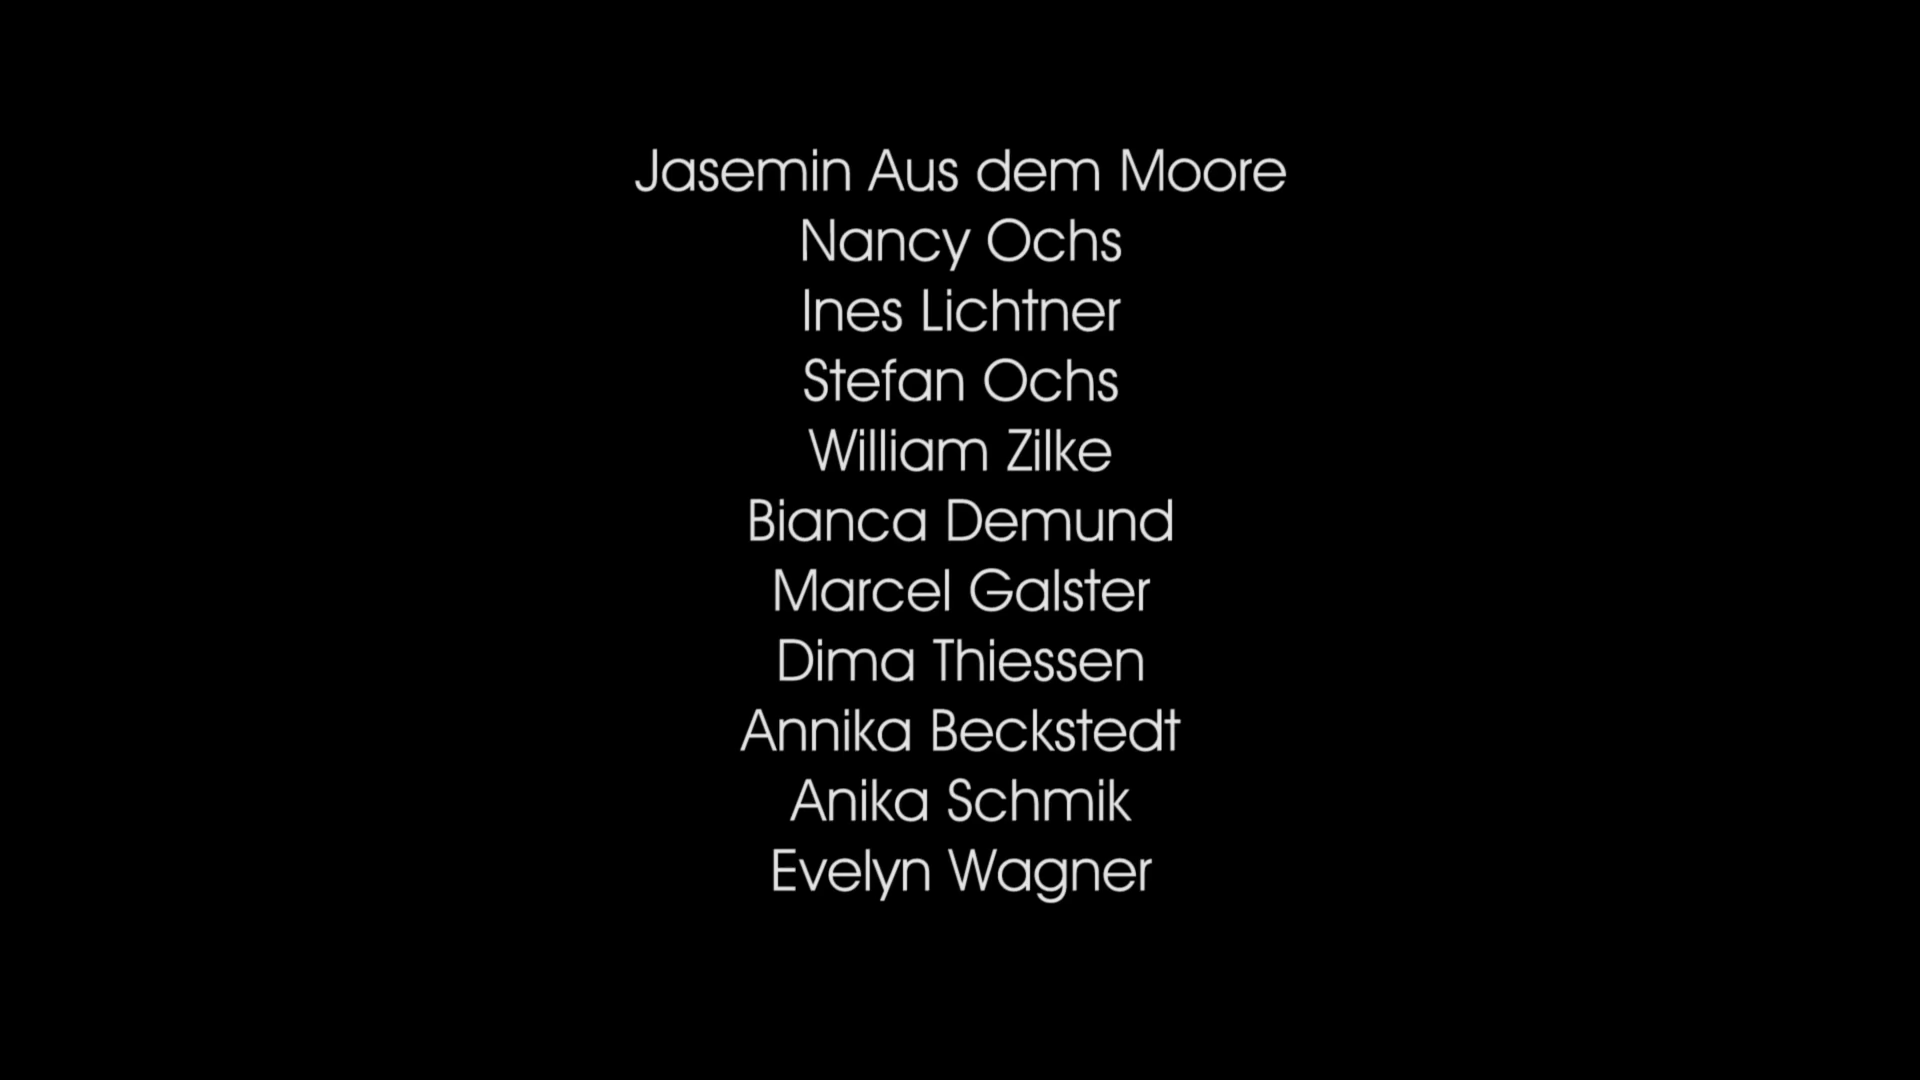 Jasemin Aus dem Moore
Nancy Ochs
Ines Lichtner
Stefan Ochs
William Zilke
Bianca Demund
Marcel Galster
Dima Thiessen
Annika Beckstedt
Anika Schmik
Evelyn Wagner